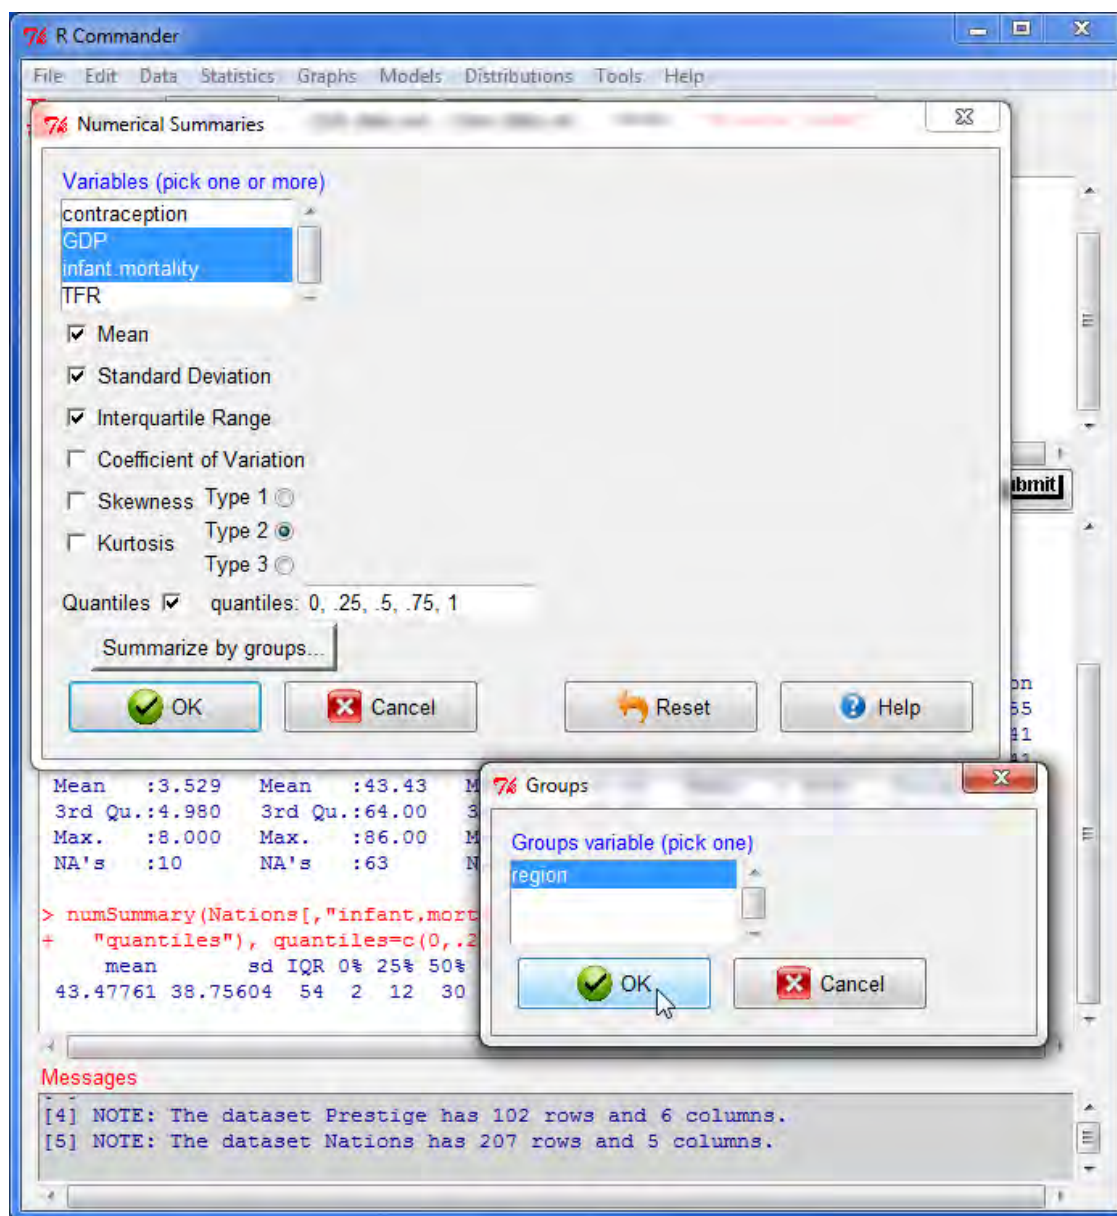 R Commander
File Edit Data Statistics Graphs Models Distributions Tools Help
Numerical Summaries
Variables (pick one or more)
contraception
GDP
infant.mortality
TFR
Mean
Standard Deviation
Interquartile Range
Coefficient of Variation
Skewness Type 1
Type 2
Kurtosis
Type 3
Quantiles quantiles: 0, .25, .5, .75, 1
Summarize by groups...
OK Cancel Reset Help
ubmit
on
55
41
Mean :3.529 Mean :43.43 M
3rd Qu.:4.980 3rd Qu.:64.00 3
Max. :8.000 Max. :86.00 M
NA's :10 NA's :63 N
Groups
Groups variable (pick one)
region
OK Cancel
> numSummary(Nations[,"infant.mort
+ "quantiles"), quantiles=c(0,.2
mean sd IQR 0% 25% 50%
43.47761 38.75604 54 2 12 30
Messages
[4] NOTE: The dataset Prestige has 102 rows and 6 columns.
[5] NOTE: The dataset Nations has 207 rows and 5 columns.